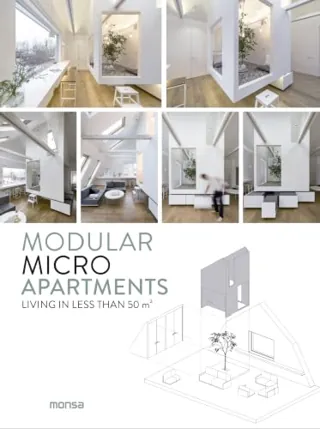 MODULAR
MICRO
APARTMENTS
LIVING IN LESS THAN 50 m²
monsa